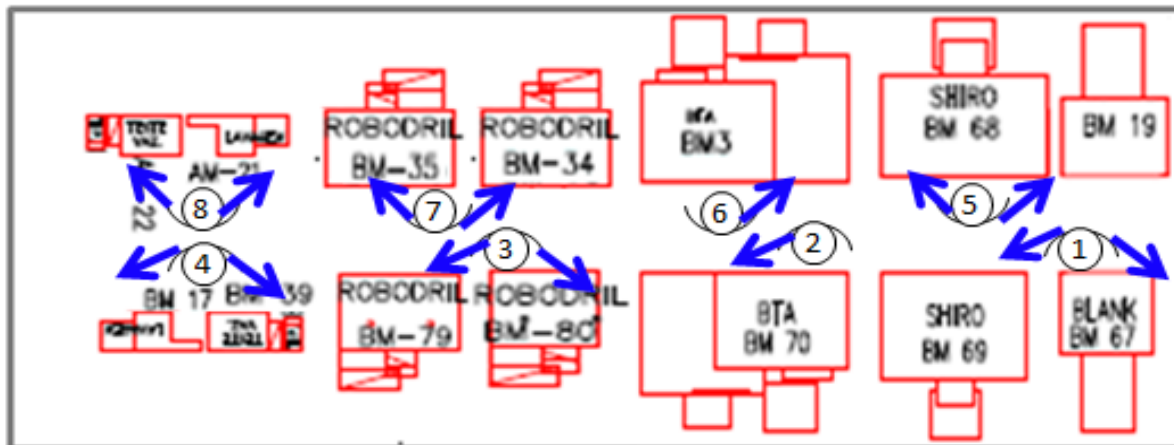 SHIRO
BM 68
BM 19
BM3
ROBODRIL
BM-35
ROBODRIL
BM-34
AM-21
22
8
7
6
5
4
3
2
1
BM 17
BM 39
ROBODRIL
BM-79
ROBODRIL
BM-80
BTA
BM 70
SHIRO
BM 69
BLANK
BM 67